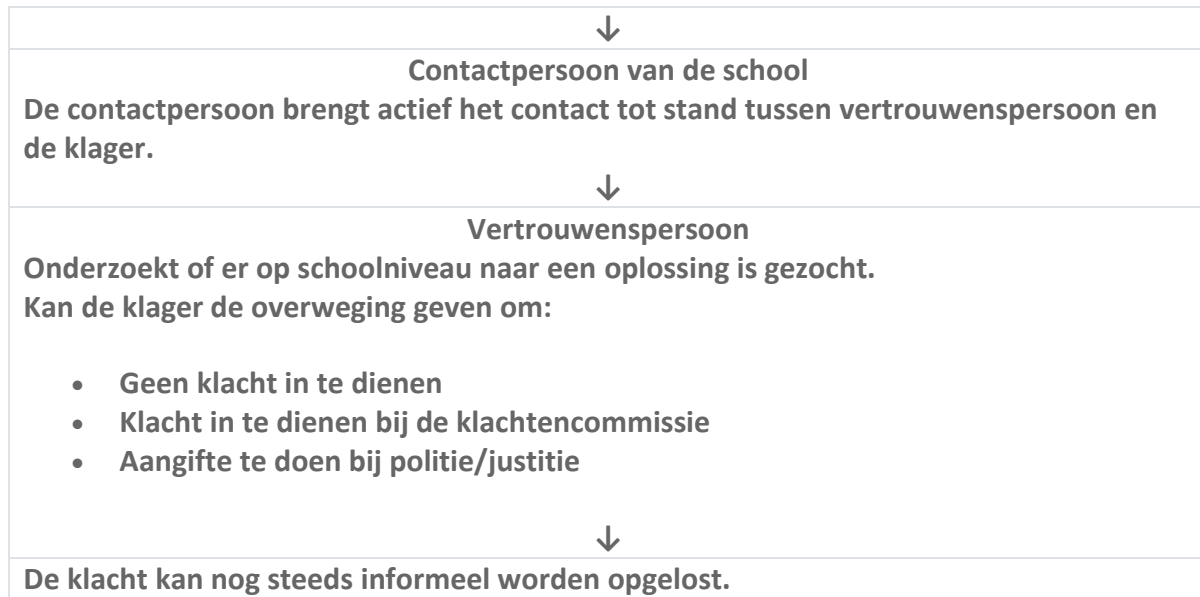 ↓
Contactpersoon van de school
De contactpersoon brengt actief het contact tot stand tussen vertrouwenspersoon en
de klager.
↓
Vertrouwenspersoon
Onderzoekt of er op schoolniveau naar een oplossing is gezocht.
Kan de klager de overweging geven om:
• Geen klacht in te dienen
• Klacht in te dienen bij de klachtencommissie
• Aangifte te doen bij politie/justitie
↓
De klacht kan nog steeds informeel worden opgelost.